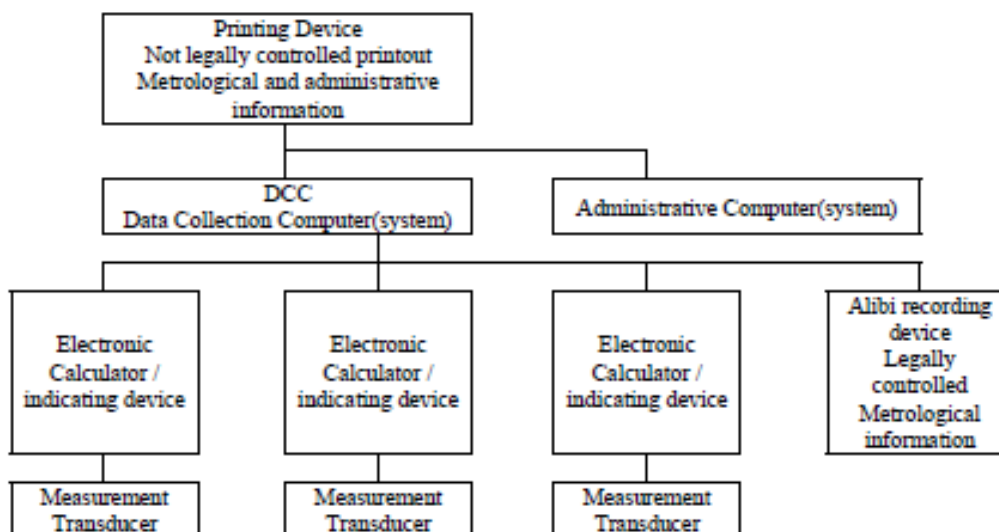 Printing Device
Not legally controlled printout
Metrological and administrative
information
DCC
Data Collection Computer(system)
Administrative Computer(system)
Electronic
Calculator /
indicating device
Electronic
Calculator /
indicating device
Electronic
Calculator /
indicating device
Alibi recording
device
Legally
controlled
Metrological
information
Measurement
Transducer
Measurement
Transducer
Measurement
Transducer